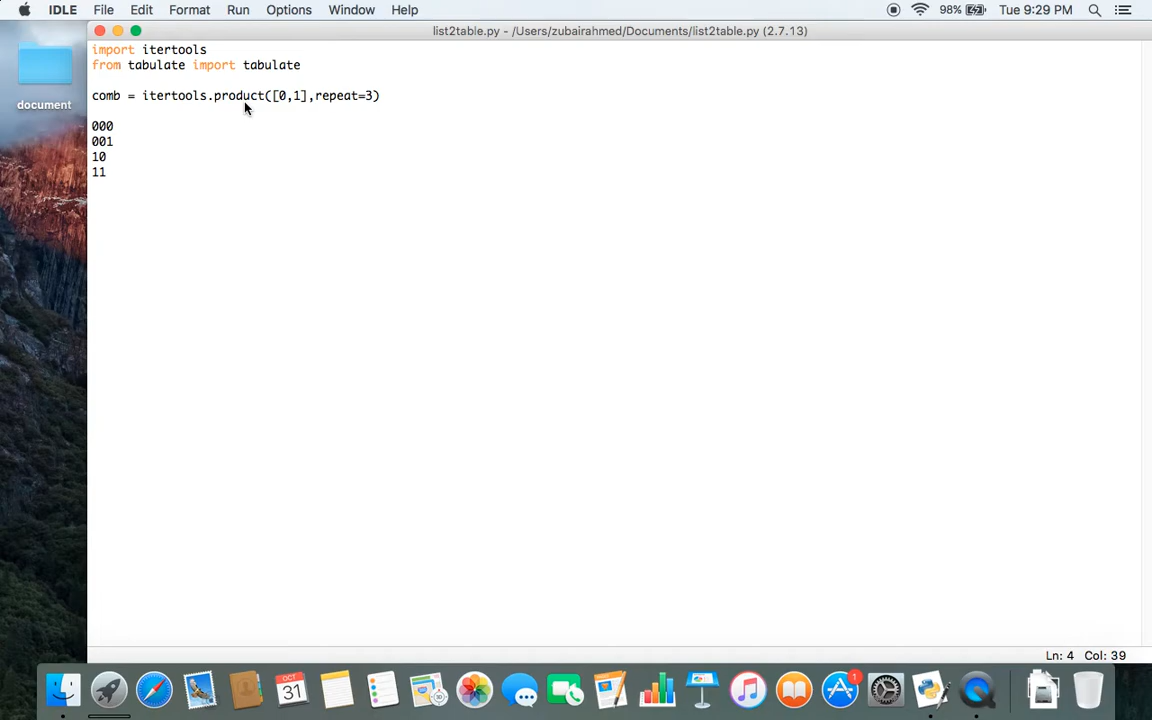 IDLE File Edit Format Run Options Window Help 98% Tue 9:29 PM
list2table.py - /Users/zubairahmed/Documents/list2table.py (2.7.13)
import itertools
from tabulate import tabulate
comb = itertools.product([0,1],repeat=3)
000
001
10
11
document
Ln: 4 Col: 39
OCT
31
1